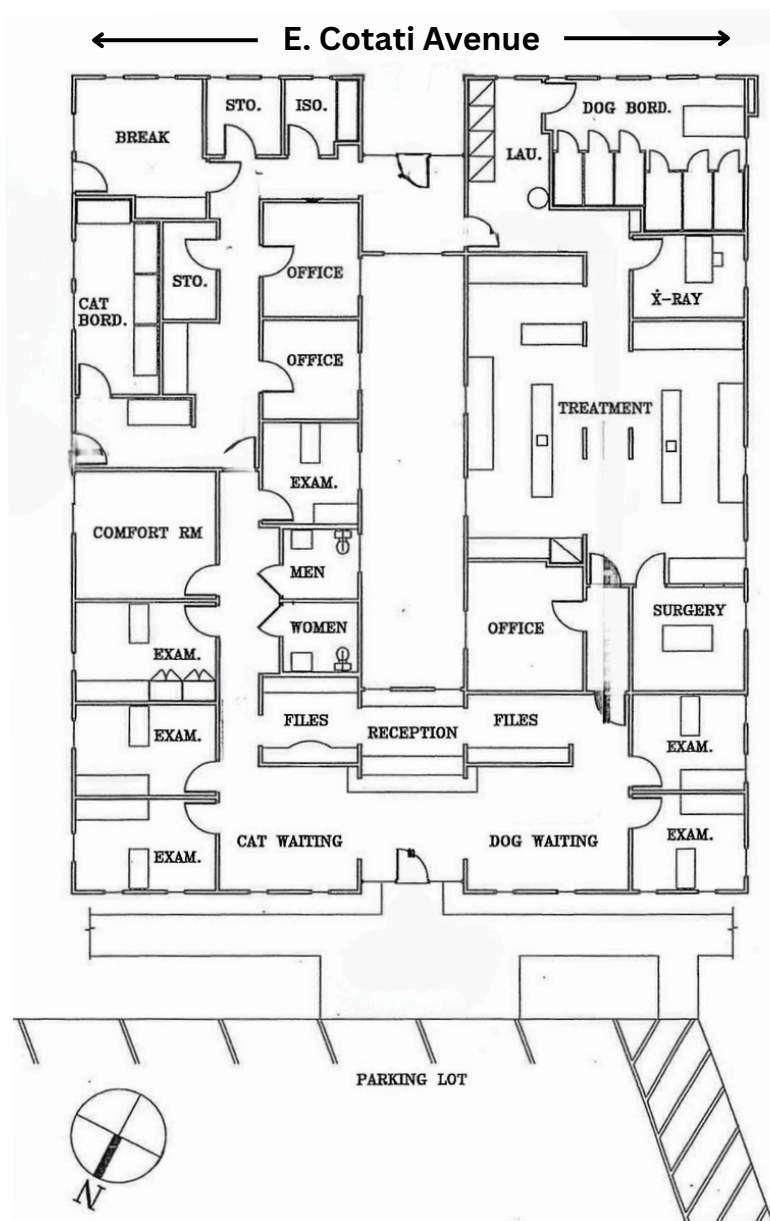 E. Cotati Avenue
STO.
ISO.
DOG BORD.
BREAK
LAU.
OFFICE
STO.
CAT
BORD.
X-RAY
OFFICE
TREATMENT
EXAM.
COMFORT RM
MEN
SURGERY
WOMEN
OFFICE
EXAM.
FILES
RECEPTION
FILES
EXAM.
EXAM.
CAT WAITING
DOG WAITING
EXAM.
EXAM.
PARKING LOT
N